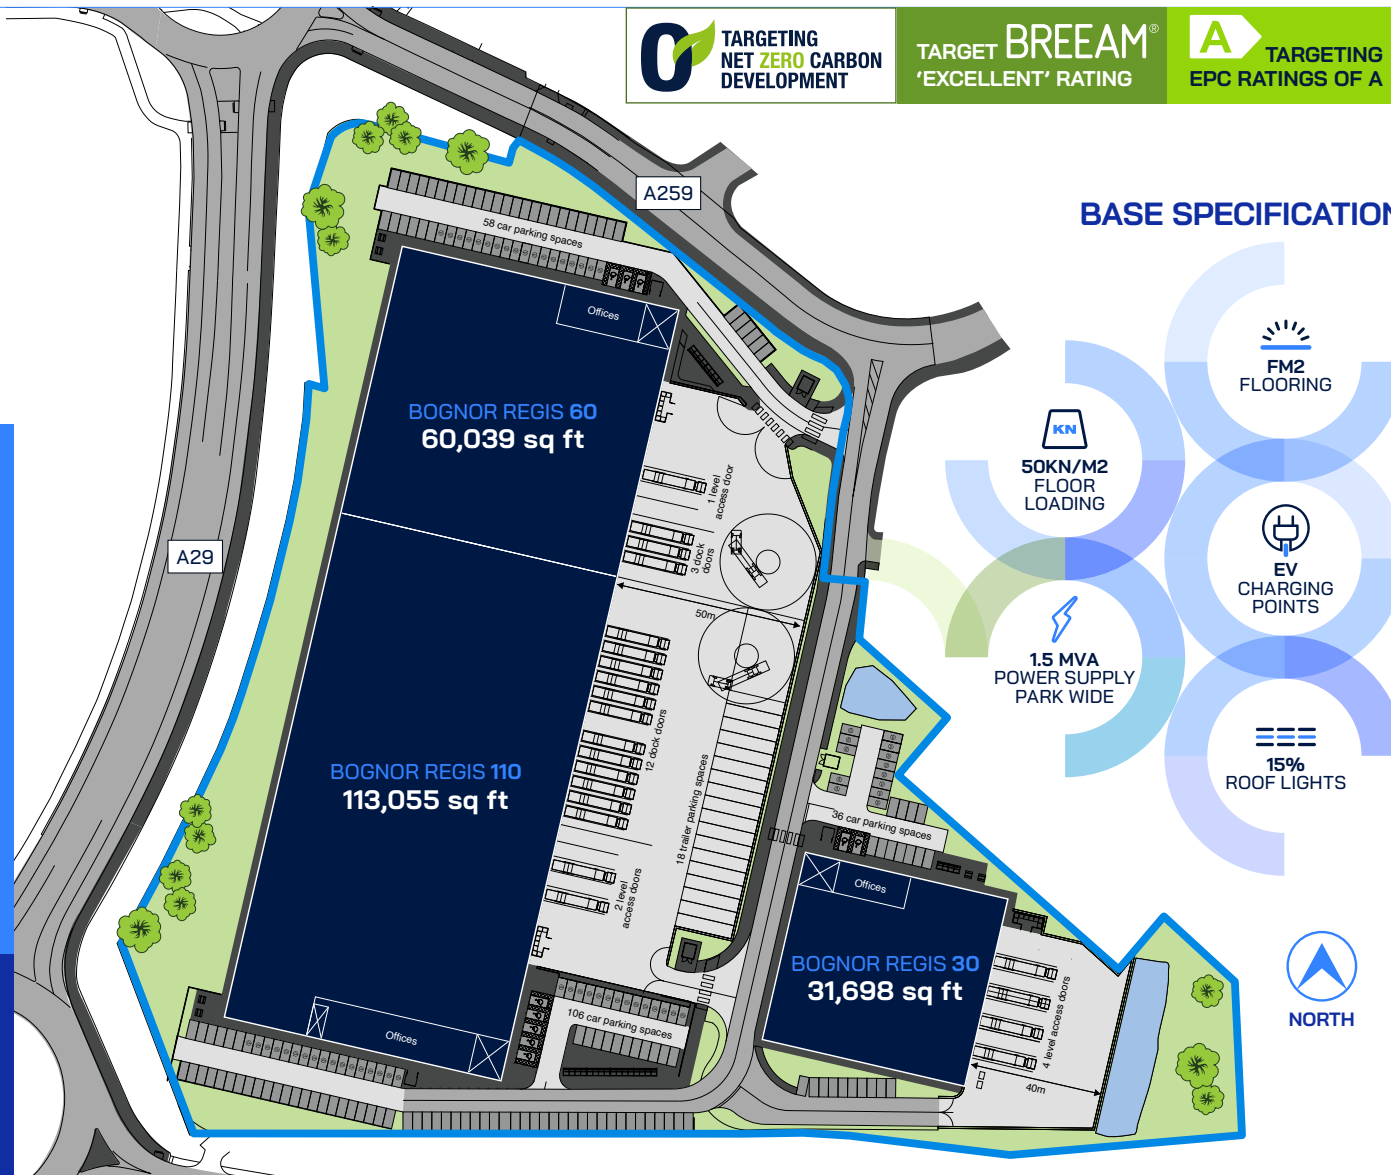 TARGETING
NET ZERO CARBON
DEVELOPMENT
TARGET BREEAM®
'EXCELLENT' RATING
A
TARGETING
EPC RATINGS OF A
A259
BASE SPECIFICATION
58 car parking spaces
Offices
FM2
FLOORING
BOGNOR REGIS 60
60,039 sq ft
KN
50KN/M2
FLOOR
LOADING
1 level
access door
A29
3 dock
doors
EV
CHARGING
POINTS
50m
1.5 MVA
POWER SUPPLY
PARK WIDE
12 dock doors
BOGNOR REGIS 110
113,055 sq ft
15%
ROOF LIGHTS
18 trailer parking spaces
36 car parking spaces
2 level
access doors
Offices
BOGNOR REGIS 30
31,698 sq ft
4 level access doors
NORTH
106 car parking spaces
Offices
40m